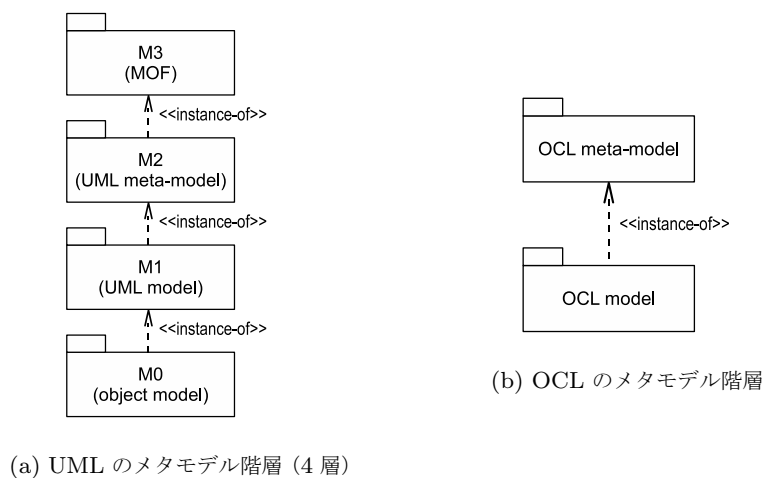 M3
(MOF)
<<instance-of>>
M2
(UML meta-model)
<<instance-of>>
M1
(UML model)
<<instance-of>>
M0
(object model)
(a) UML のメタモデル階層（4 層）
OCL meta-model
<<instance-of>>
OCL model
(b) OCL のメタモデル階層